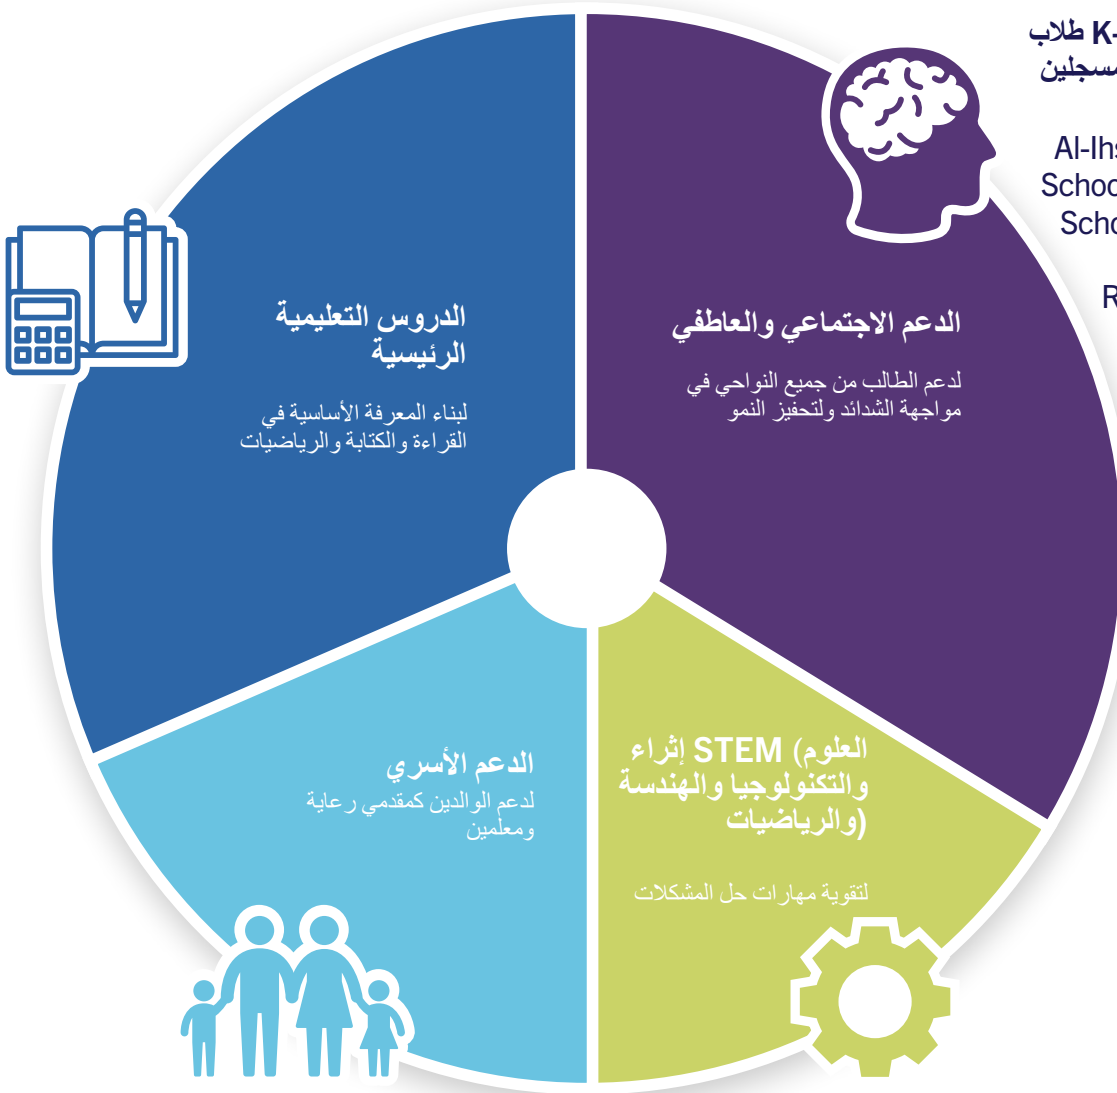 طلاب K-
مسجلين
Al-Ihs
Schoo
Scho
R
الدعم الاجتماعي والعاطفي
لدعم الطالب من جميع النواحي في
مواجهة الشدائد ولتحفيز النمو
الدروس التعليمية
الرئيسية
لبناء المعرفة الأساسية في
القراءة والكتابة والرياضيات
إثراء STEM (العلوم
والتكنولوجيا والهندسة
والرياضيات)
لتقوية مهارات حل المشكلات
الدعم الأسري
لدعم الوالدين كمقدمي رعاية
ومعلمين